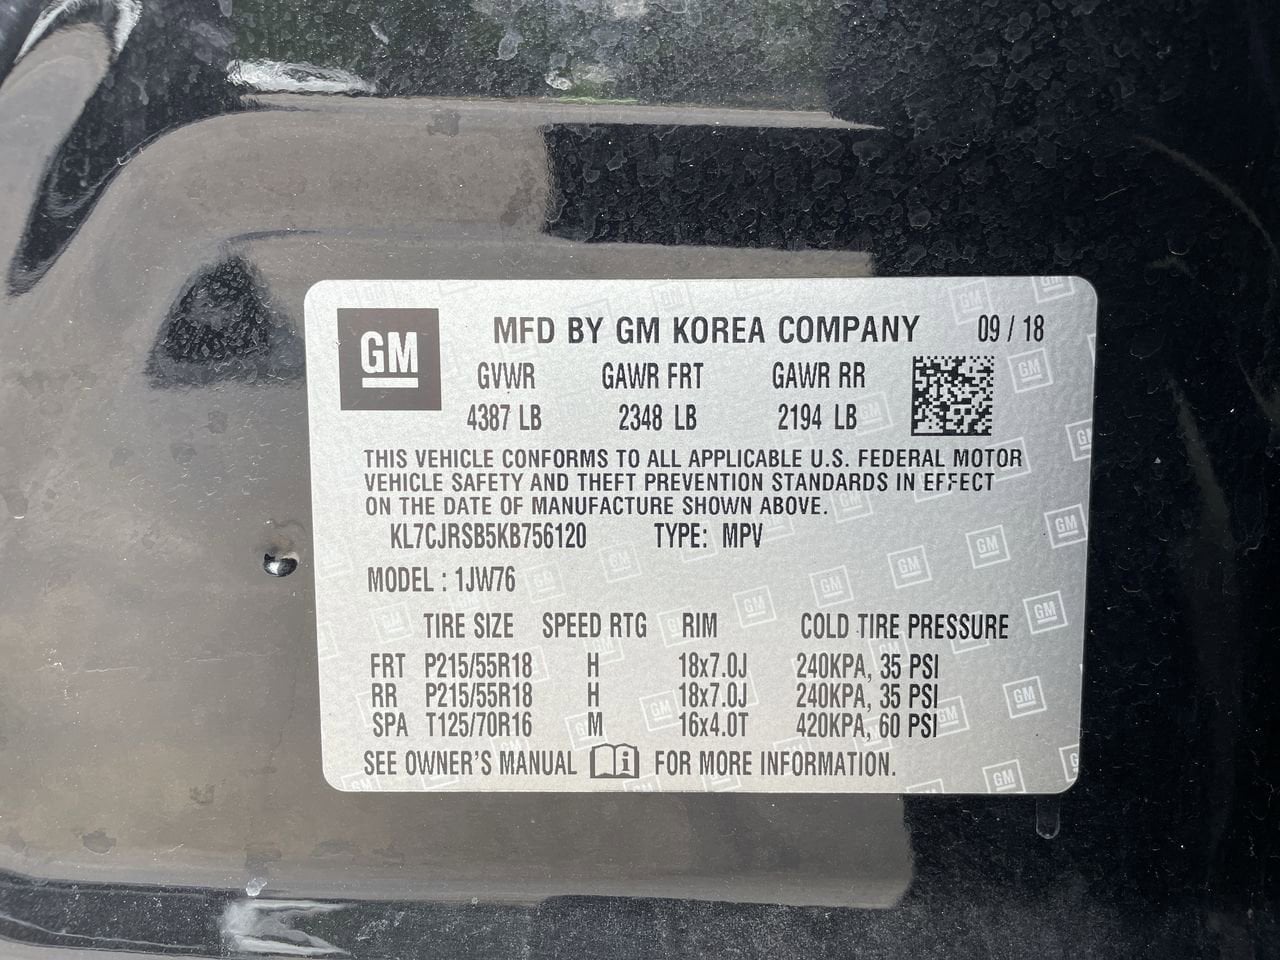 GM
MFD BY GM KOREA COMPANY 09 / 18
GVWR GAWR FRT GAWR RR
4387 LB 2348 LB 2194 LB
THIS VEHICLE CONFORMS TO ALL APPLICABLE U.S. FEDERAL MOTOR
VEHICLE SAFETY AND THEFT PREVENTION STANDARDS IN EFFECT
ON THE DATE OF MANUFACTURE SHOWN ABOVE.
KL7CJRSB5KB756120 TYPE: MPV
MODEL : 1JW76
TIRE SIZE SPEED RTG RIM COLD TIRE PRESSURE
FRT P215/55R18 H 18x7.0J 240KPA, 35 PSI
RR P215/55R18 H 18x7.0J 240KPA, 35 PSI
SPA T125/70R16 M 16x4.0T 420KPA, 60 PSI
SEE OWNER'S MANUAL i FOR MORE INFORMATION.